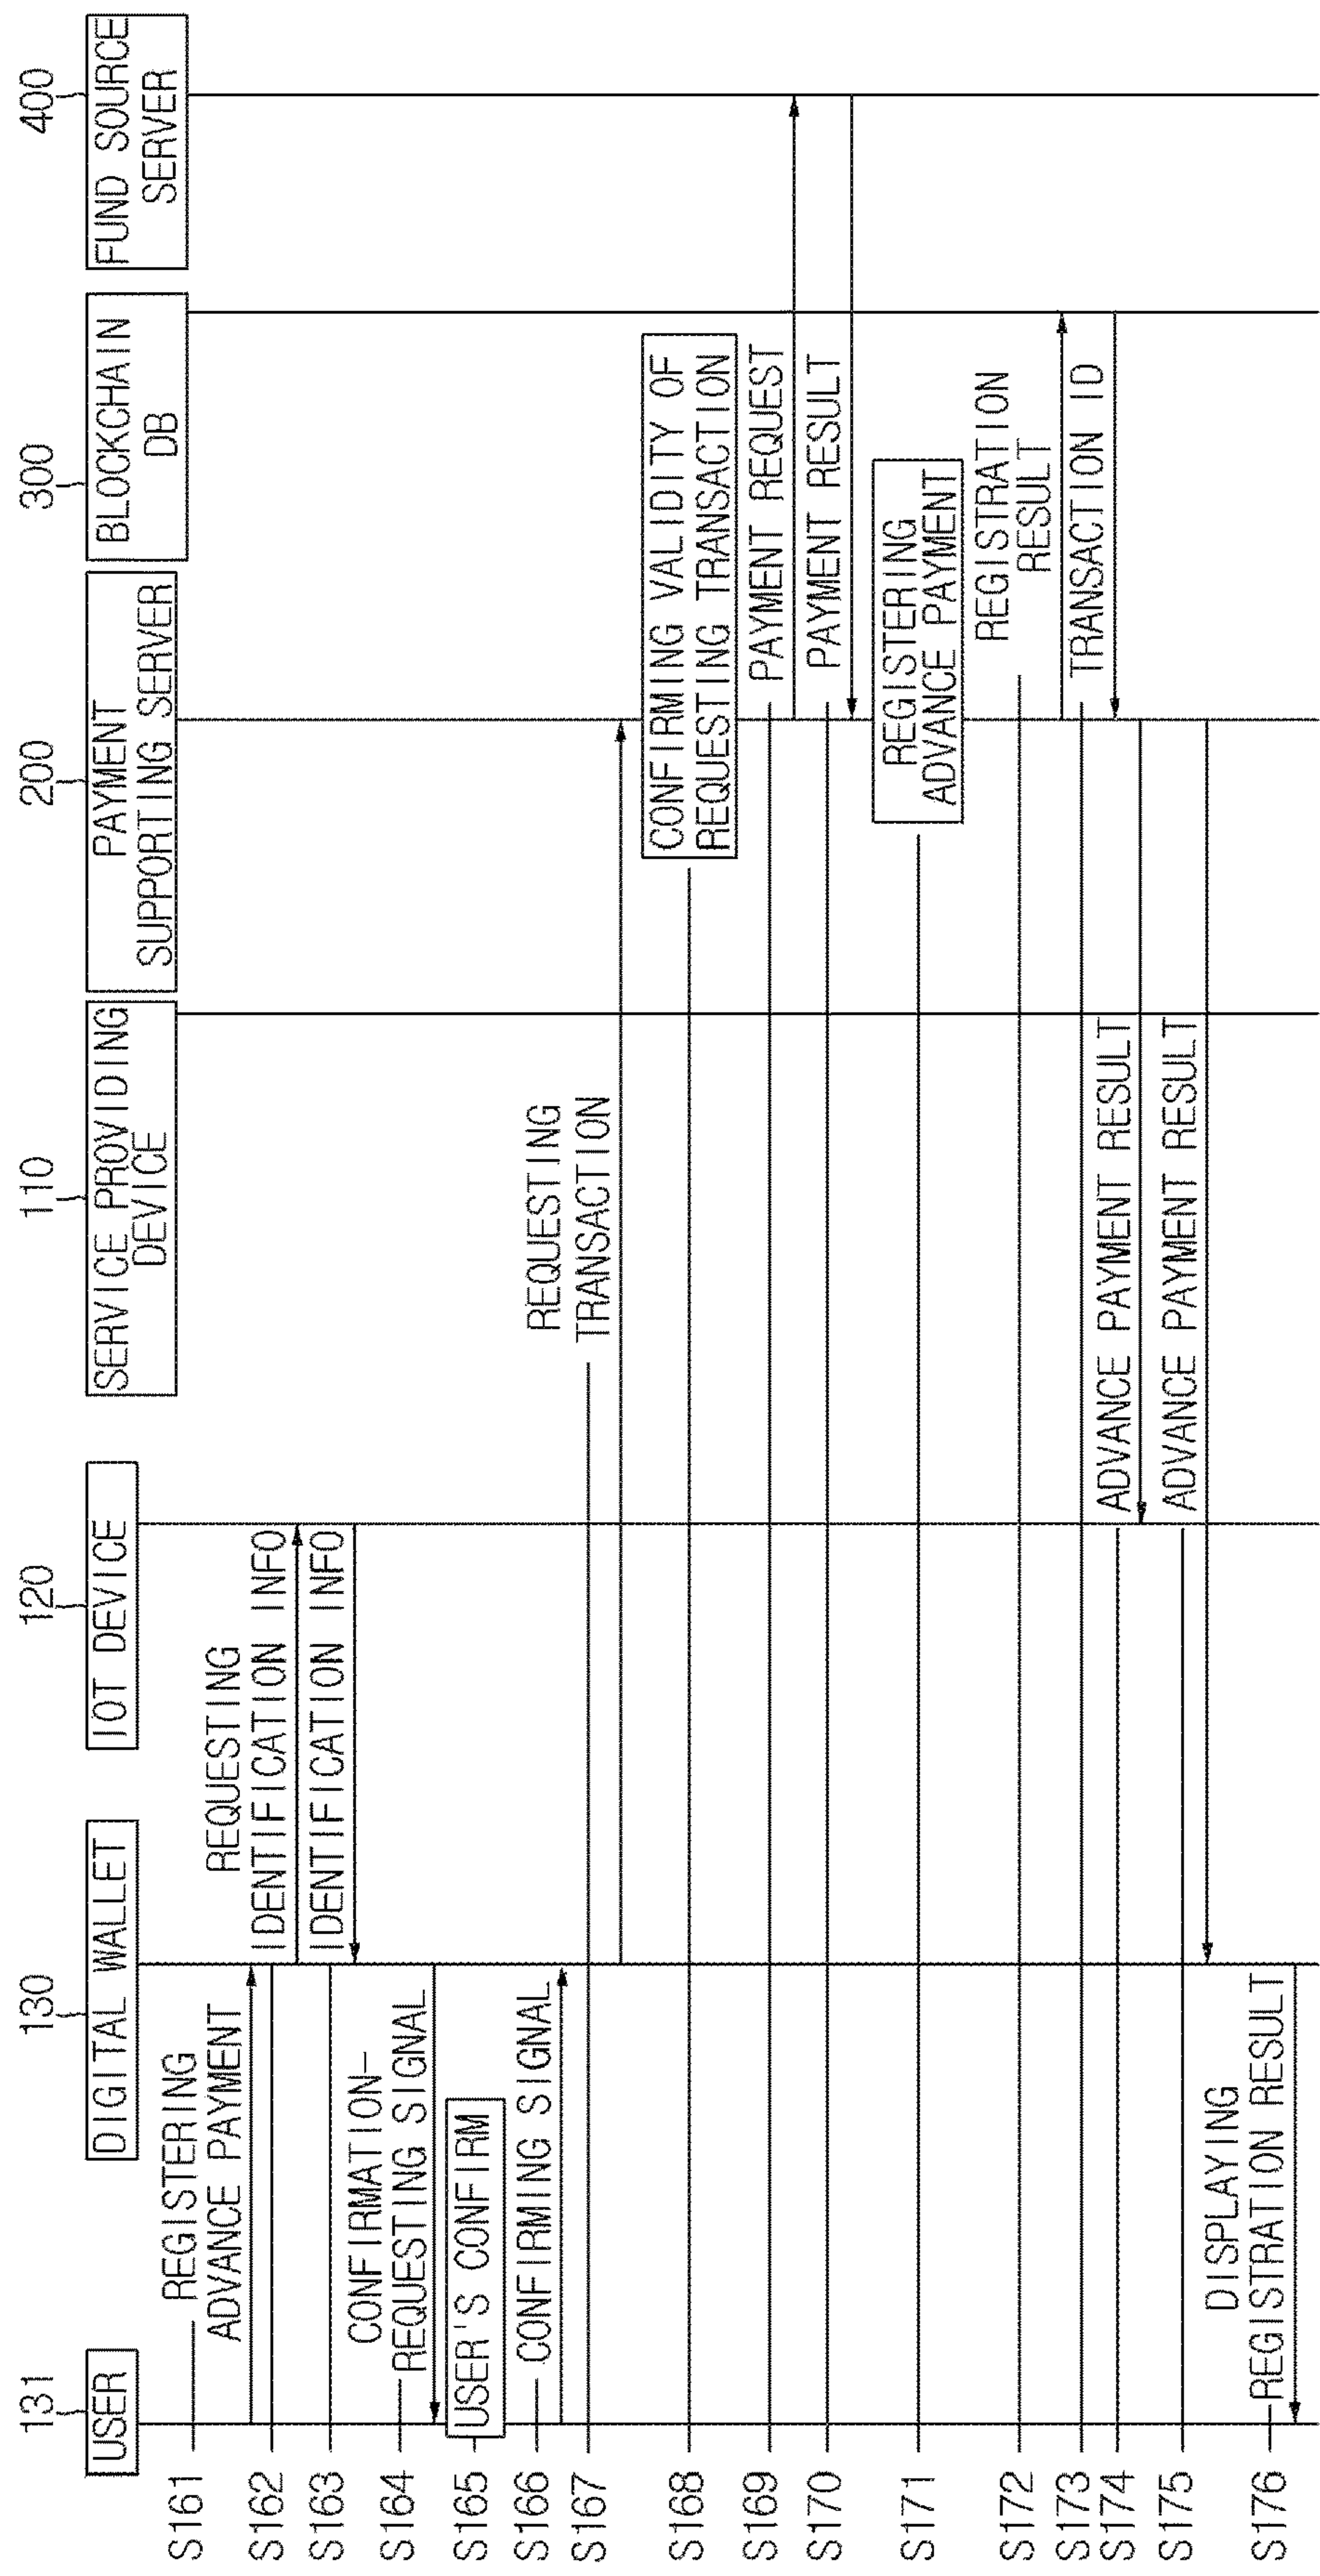 131
130
120
110
200
300
400
USER
DIGITAL WALLET
IOT DEVICE
SERVICE PROVIDING
DEVICE
PAYMENT
SUPPORTING SERVER
BLOCKCHAIN
DB
FUND SOURCE
SERVER
S161
REGISTERING
ADVANCE PAYMENT
S162
REQUESTING
IDENTIFICATION INFO
S163
IDENTIFICATION INFO
S164
CONFIRMATION-
REQUESTING SIGNAL
S165
USER'S CONFIRM
S166
CONFIRMING SIGNAL
S167
REQUESTING
TRANSACTION
S168
CONFIRMING VALIDITY OF
REQUESTING TRANSACTION
S169
PAYMENT REQUEST
S170
PAYMENT RESULT
S171
REGISTERING
ADVANCE PAYMENT
S172
REGISTRATION
RESULT
S173
TRANSACTION ID
S174
ADVANCE PAYMENT RESULT
S175
ADVANCE PAYMENT RESULT
S176
DISPLAYING
REGISTRATION RESULT